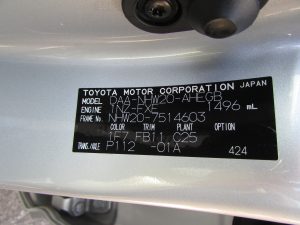 TOYOTA MOTOR CORPORATION JAPAN
MODEL DAA-NHW20-AHEGB
ENGINE 1NZ-FXE 1496 mL
FRAME No. NHW20-7514603
COLOR TRIM PLANT OPTION
1F7 FB11 C25
TRANS./AXLE P112 -01A 424